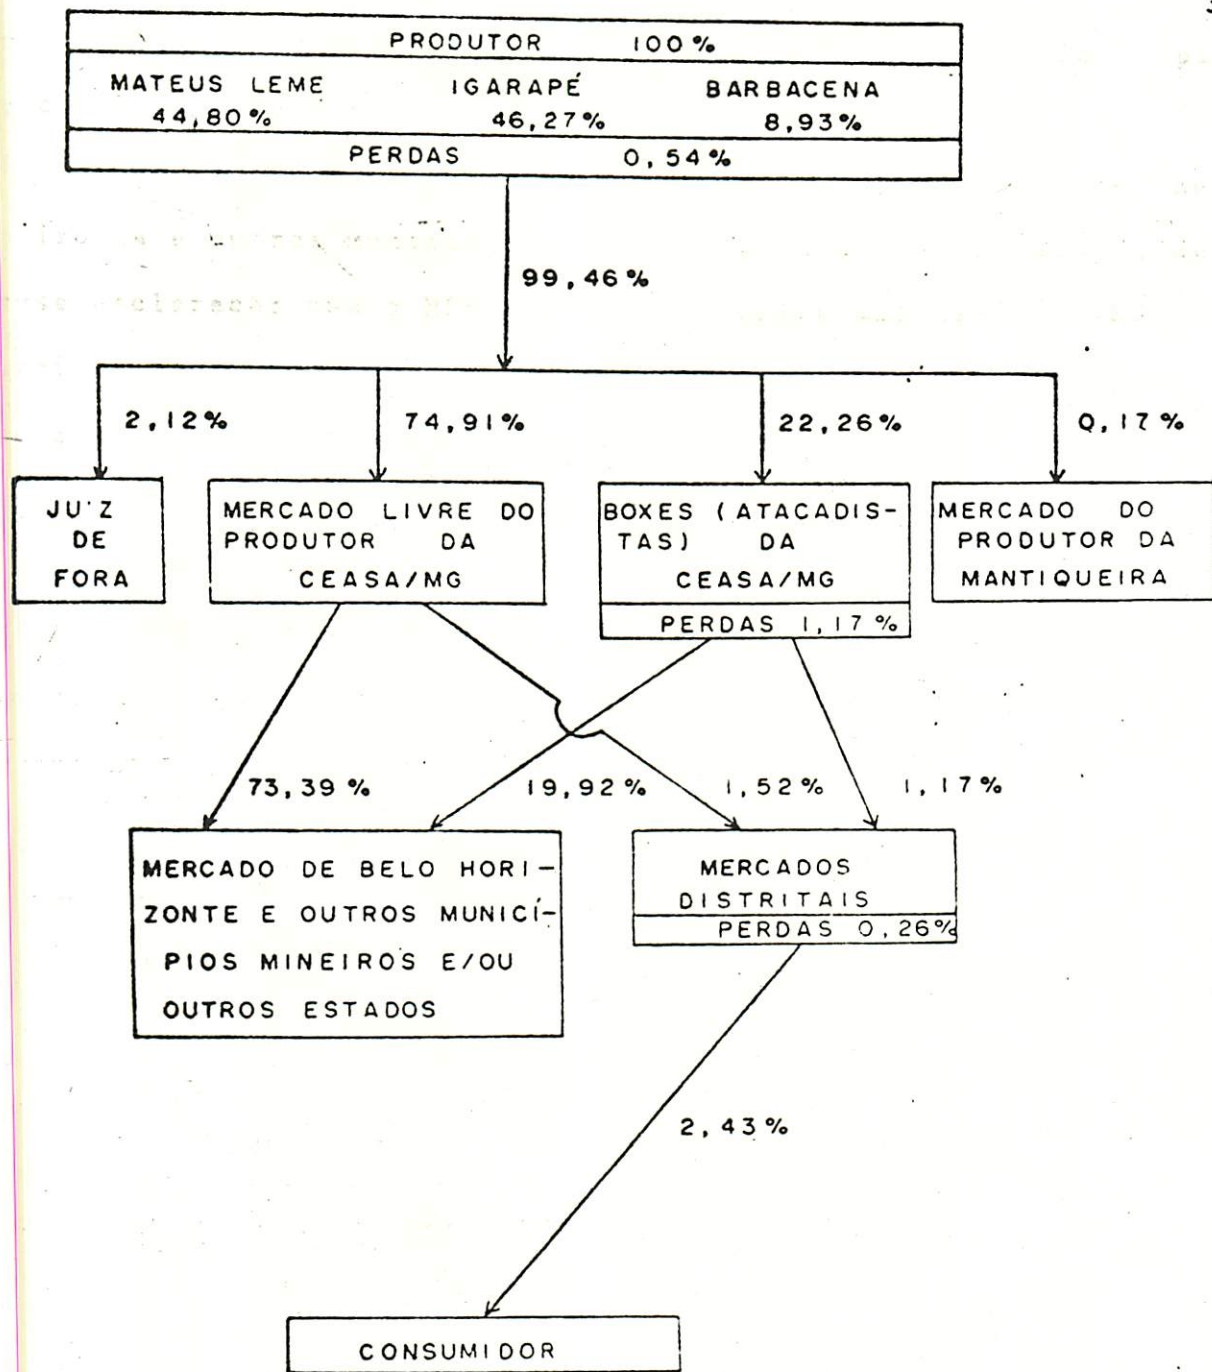 PRODUTOR 100%
MATEUS LEME IGARAPÉ BARBACENA
44,80% 46,27% 8,93%
PERDAS 0,54%
99,46%
2,12% 74,91% 22,26% 0,17%
JU'Z
DE
FORA
MERCADO LIVRE DO
PRODUTOR DA
CEASA/MG
BOXES (ATACADIS-
TAS) DA
CEASA/MG
PERDAS 1,17%
MERCADO DO
PRODUTOR DA
MANTIQUEIRA
73,39% 19,92% 1,52% 1,17%
MERCADO DE BELO HORI-
ZONTE E OUTROS MUNICÍ-
PIOS MINEIROS E/OU
OUTROS ESTADOS
MERCADOS
DISTRITAIS
PERDAS 0,26%
2,43%
CONSUMIDOR